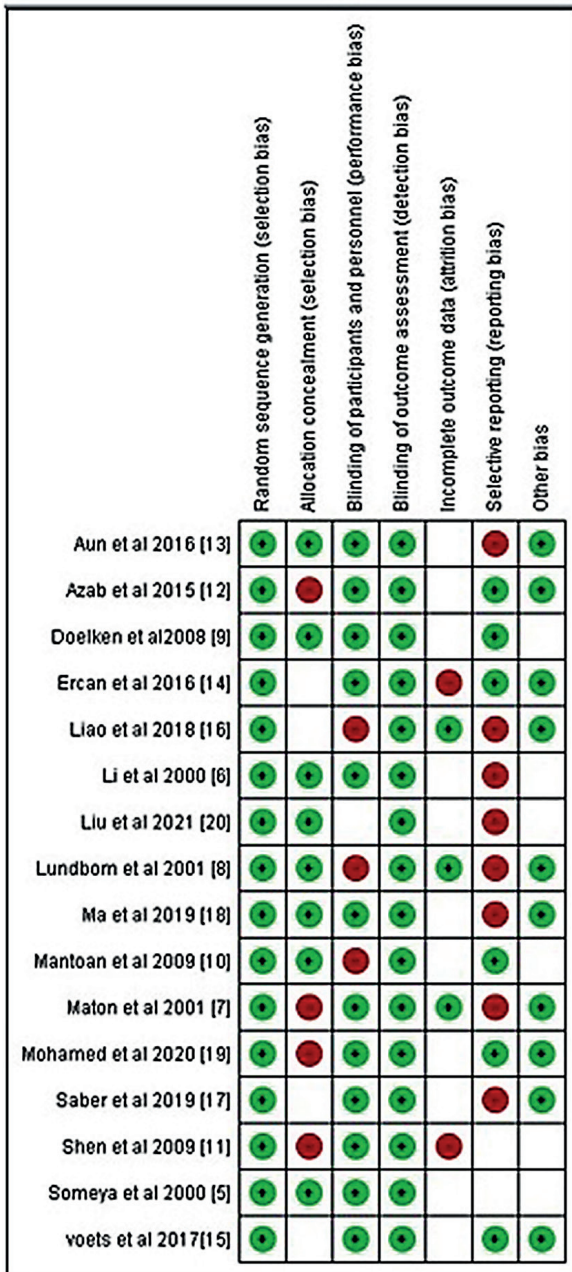 Random sequence generation (selection bias)
Allocation concealment (selection bias)
Blinding of participants and personnel (performance bias)
Blinding of outcome assessment (detection bias)
Incomplete outcome data (attrition bias)
Selective reporting (reporting bias)
Other bias
Aun et al 2016 [13]
Azab et al 2015 [12]
Doelken et al2008 [9]
Ercan et al 2016 [14]
Liao et al 2018 [16]
Li et al 2000 [6]
Liu et al 2021 [20]
Lundborn et al 2001 [8]
Ma et al 2019 [18]
Mantoan et al 2009 [10]
Maton et al 2001 [7]
Mohamed et al 2020 [19]
Saber et al 2019 [17]
Shen et al 2009 [11]
Someya et al 2000 [5]
voets et al 2017[15]